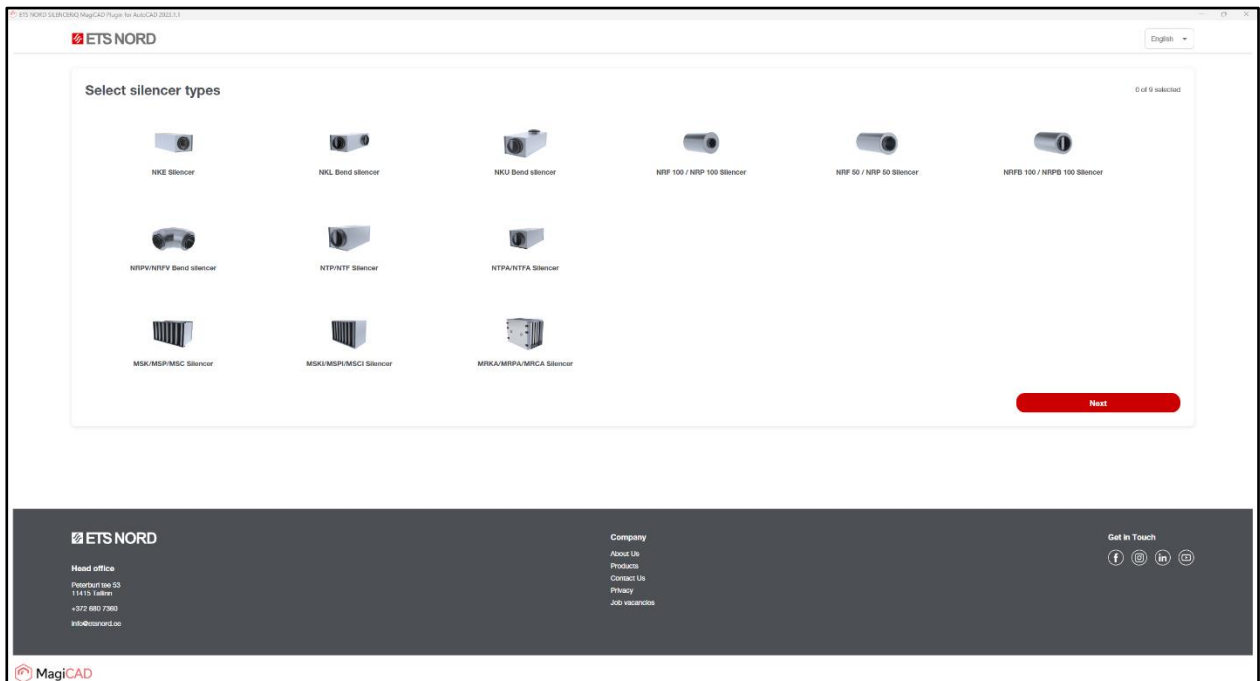 ETS NORD SILENCENQ MagiCAD Plugin for AutoCAD 2023.1.1
ETS NORD
English
Select silencer types
0 of 9 selected
NKE Silencer
NKL Bend silencer
NKU Bend silencer
NRF 100 / NRP 100 Silencer
NRF 50 / NRP 50 Silencer
NRFB 100 / NRPB 100 Silencer
NRPV/NRFV Bend silencer
NTP/NTF Silencer
NTPA/NTFA Silencer
MSK/MSP/MSC Silencer
MSKI/MSPI/MSCI Silencer
MRKA/MRPA/MRCA Silencer
Next
ETS NORD
Head office
Peterburi tee 53
11415 Tallinn
+372 680 7360
info@etsnord.ee
Company
About Us
Products
Contact Us
Privacy
Job vacancies
Get in Touch
MagiCAD